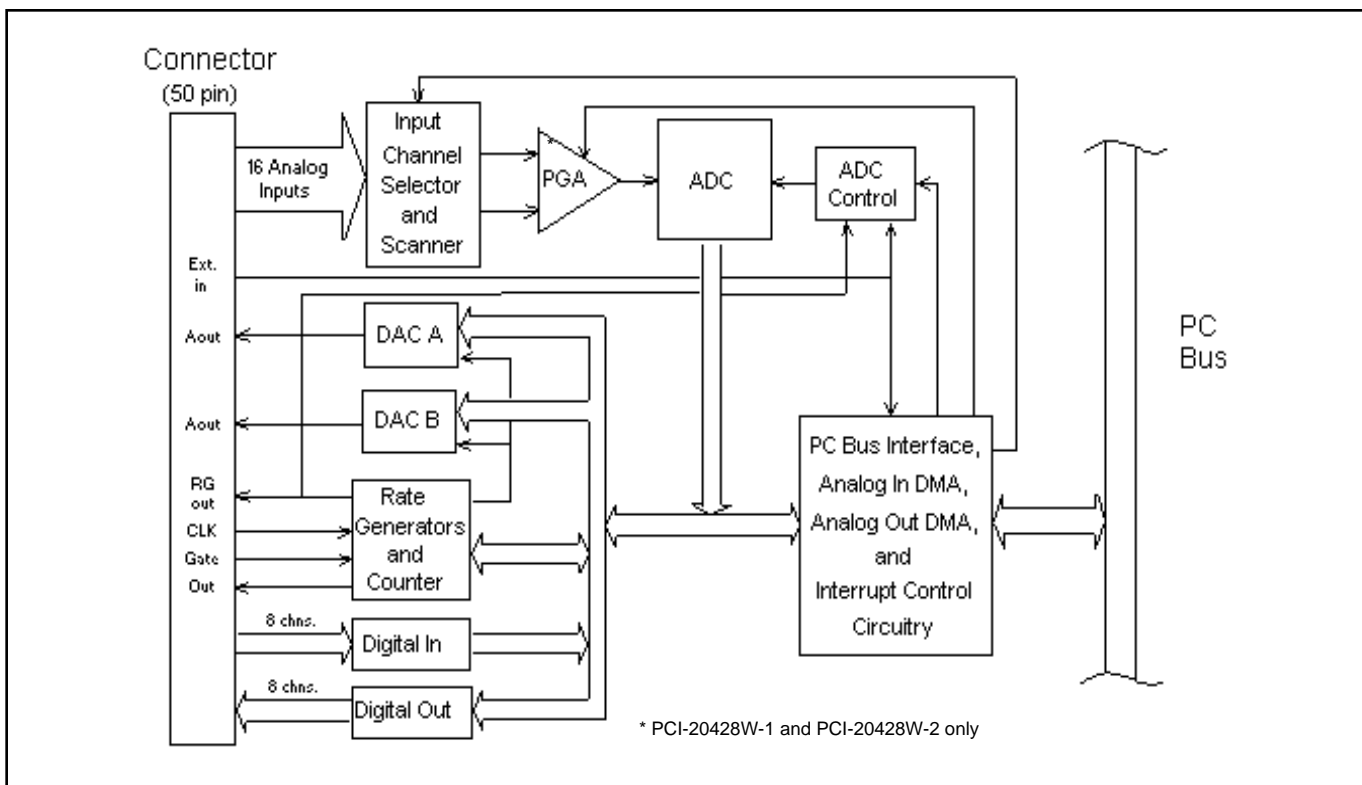 Connector
(50 pin)
16 Analog
Inputs
Input
Channel
Selector
and
Scanner
*
PGA
ADC
ADC
Control
Ext.
in
Aout
DAC A
Aout
DAC B
RG
out
CLK
Gate
Out
Rate
Generators
and
Counter
8 chns.
Digital In
8 chns.
Digital Out
PC Bus Interface,
Analog In DMA,
Analog Out DMA,
and
Interrupt Control
Circuitry
PC
Bus
* PCI-20428W-1 and PCI-20428W-2 only